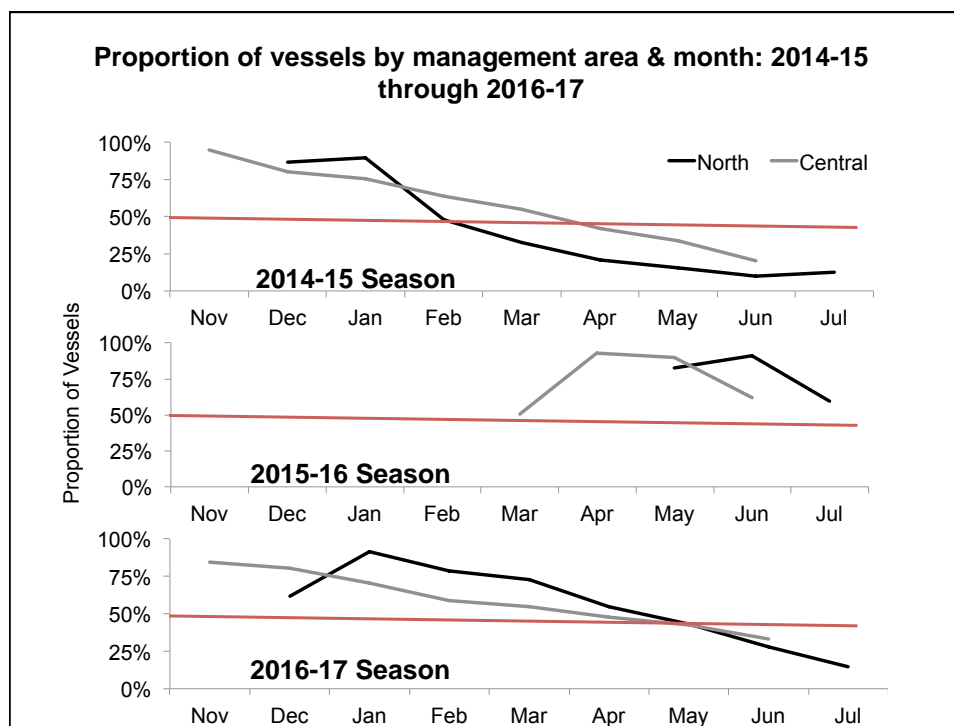 Proportion of vessels by management area & month: 2014-15
through 2016-17
100%
North Central
75%
50%
25%
2014-15 Season
0%
Nov Dec Jan Feb Mar Apr May Jun Jul
Proportion of Vessels
100%
75%
50%
25%
2015-16 Season
0%
Nov Dec Jan Feb Mar Apr May Jun Jul
100%
75%
50%
25%
2016-17 Season
0%
Nov Dec Jan Feb Mar Apr May Jun Jul